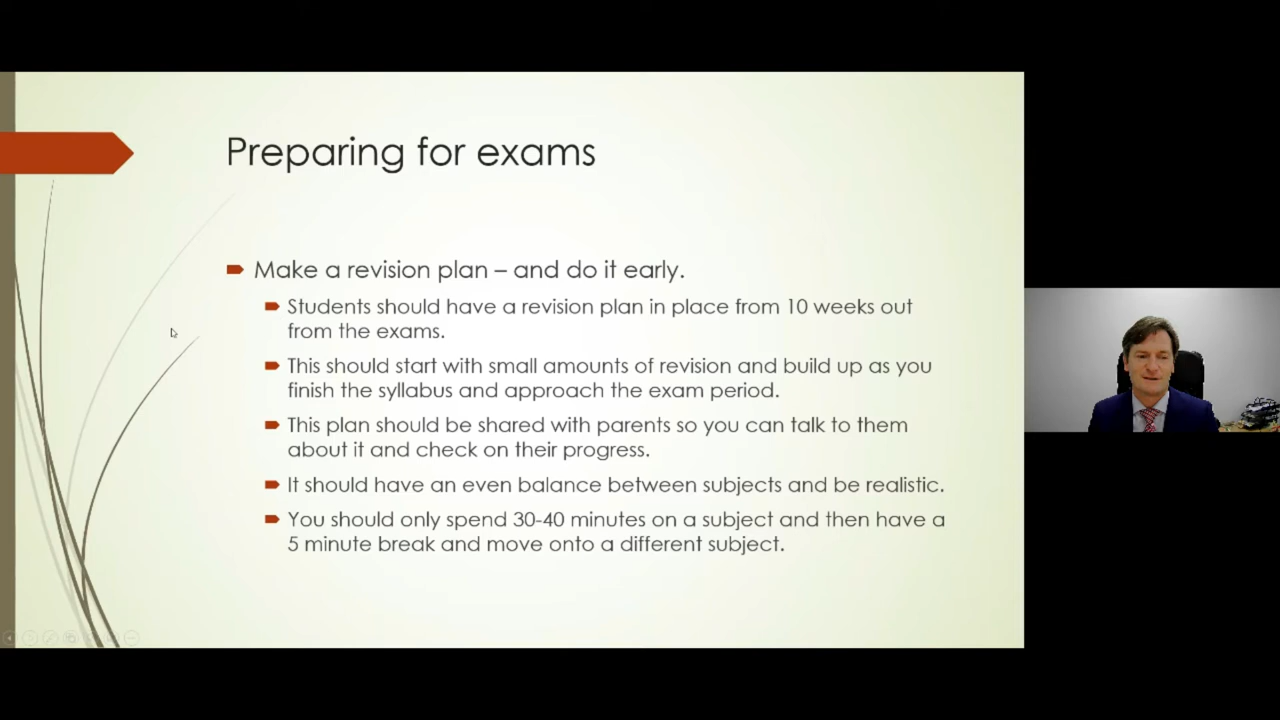 Preparing for exams
Make a revision plan – and do it early.
Students should have a revision plan in place from 10 weeks out
from the exams.
This should start with small amounts of revision and build up as you
finish the syllabus and approach the exam period.
This plan should be shared with parents so you can talk to them
about it and check on their progress.
It should have an even balance between subjects and be realistic.
You should only spend 30-40 minutes on a subject and then have a
5 minute break and move onto a different subject.